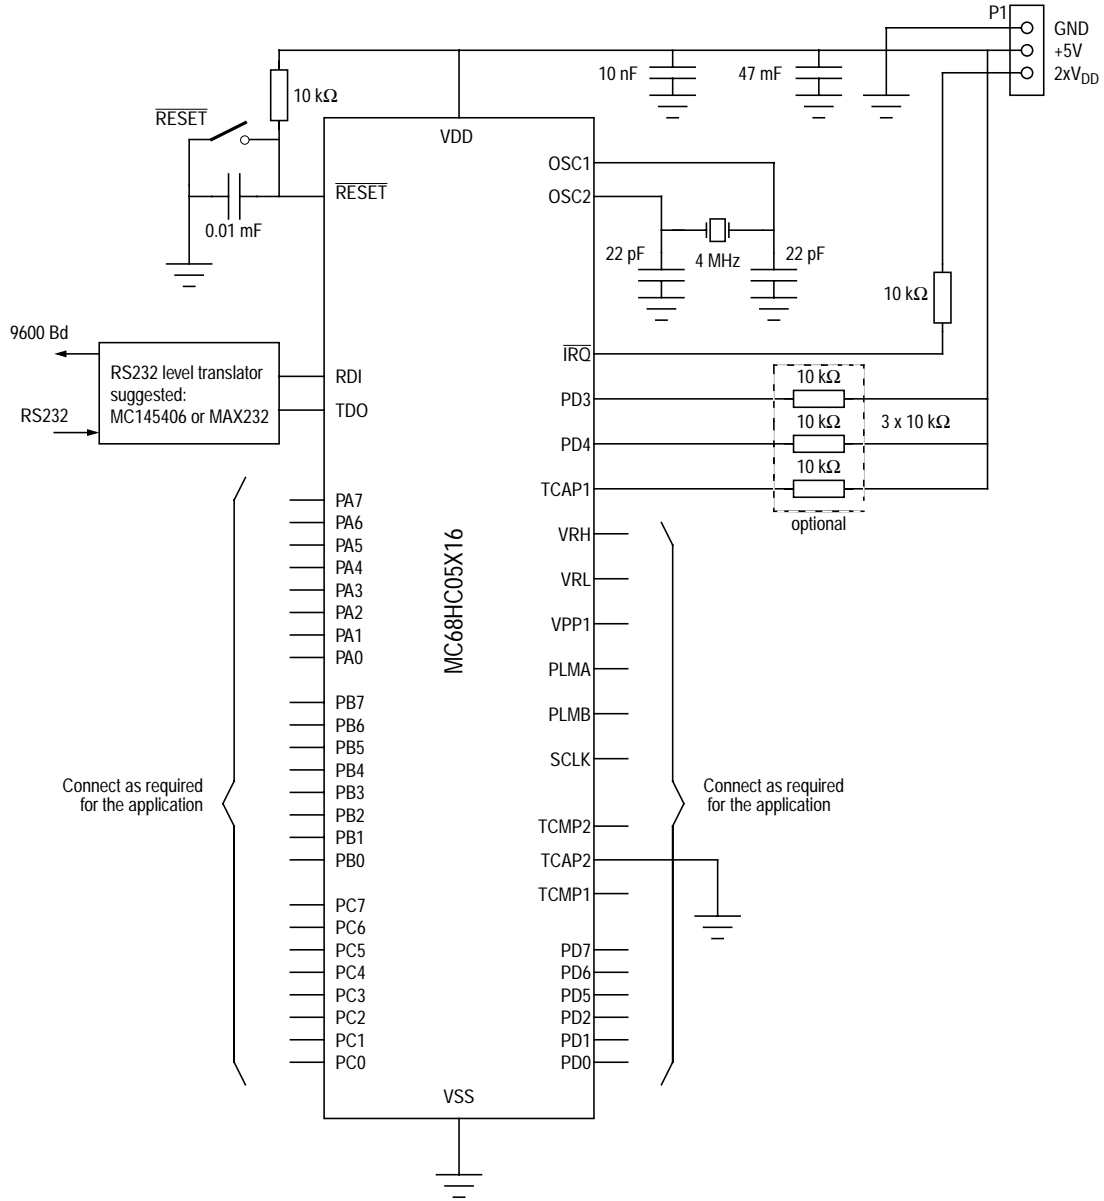 P1
GND
+5V
2xVDD
10 nF
47 mF
10 kΩ
RESET
VDD
OSC1
RESET
OSC2
0.01 mF
22 pF
4 MHz
22 pF
10 kΩ
9600 Bd
IRQ
RS232 level translator
suggested:
MC145406 or MAX232
RS232
RDI
TDO
10 kΩ
PD3
10 kΩ
3 x 10 kΩ
PD4
10 kΩ
TCAP1
optional
MC68HC05X16
PA7
PA6
PA5
PA4
PA3
PA2
PA1
PA0
PB7
PB6
PB5
PB4
PB3
PB2
PB1
PB0
PC7
PC6
PC5
PC4
PC3
PC2
PC1
PC0
Connect as required
for the application
VRH
VRL
VPP1
PLMA
PLMB
SCLK
TCMP2
TCAP2
TCMP1
PD7
PD6
PD5
PD2
PD1
PD0
Connect as required
for the application
VSS